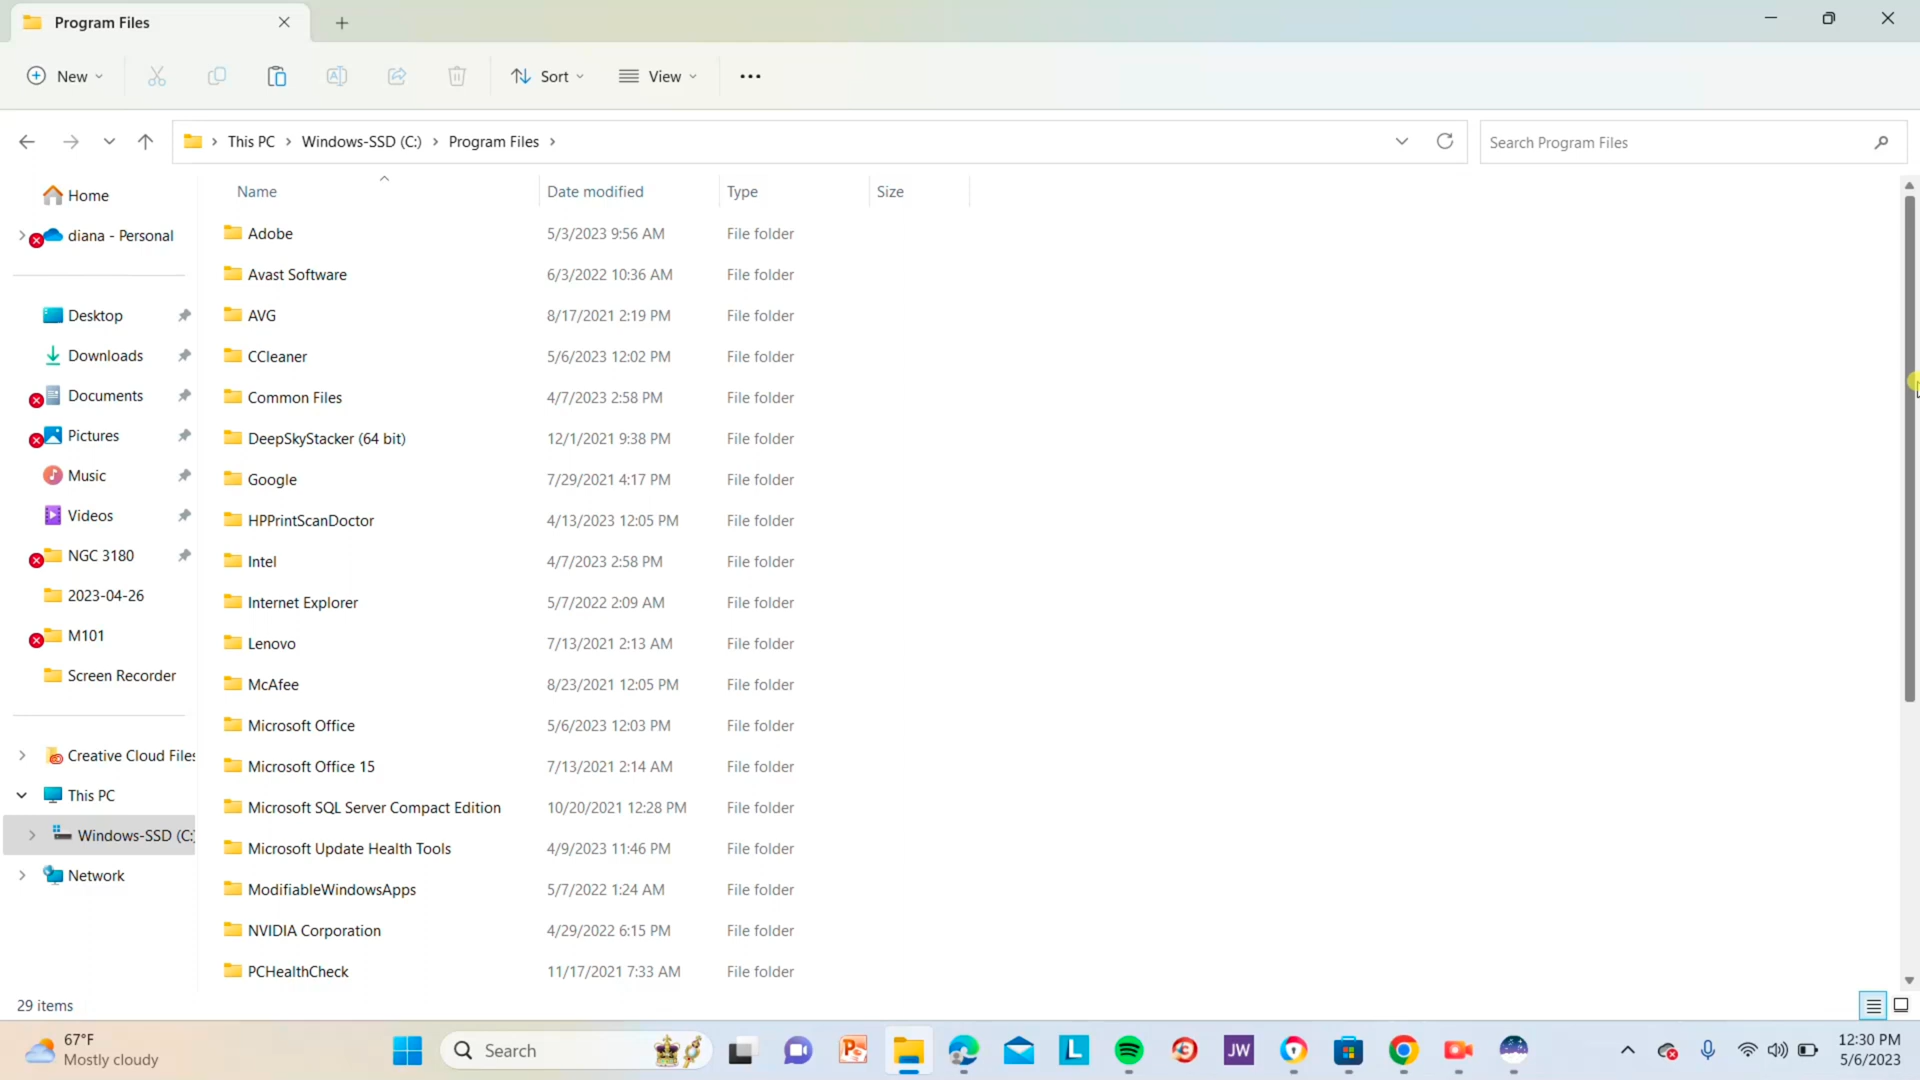 Program Files
New
Sort
View
This PC
Windows-SSD (C:)
Program Files
Search Program Files
Home
diana - Personal
Desktop
Downloads
Documents
Pictures
Music
Videos
NGC 3180
2023-04-26
M101
Screen Recorder
Creative Cloud Files
This PC
Windows-SSD (C:
Network
Name Date modified Type Size
Adobe 5/3/2023 9:56 AM File folder
Avast Software 6/3/2022 10:36 AM File folder
AVG 8/17/2021 2:19 PM File folder
CCleaner 5/6/2023 12:02 PM File folder
Common Files 4/7/2023 2:58 PM File folder
DeepSkyStacker (64 bit) 12/1/2021 9:38 PM File folder
Google 7/29/2021 4:17 PM File folder
HPPrintScanDoctor 4/13/2023 12:05 PM File folder
Intel 4/7/2023 2:58 PM File folder
Internet Explorer 5/7/2022 2:09 AM File folder
Lenovo 7/13/2021 2:13 AM File folder
McAfee 8/23/2021 12:05 PM File folder
Microsoft Office 5/6/2023 12:03 PM File folder
Microsoft Office 15 7/13/2021 2:14 AM File folder
Microsoft SQL Server Compact Edition 10/20/2021 12:28 PM File folder
Microsoft Update Health Tools 4/9/2023 11:46 PM File folder
ModifiableWindowsApps 5/7/2022 1:24 AM File folder
NVIDIA Corporation 4/29/2022 6:15 PM File folder
PCHealthCheck 11/17/2021 7:33 AM File folder
29 items
67°F
Mostly cloudy
Search
L
JW
12:30 PM
5/6/2023